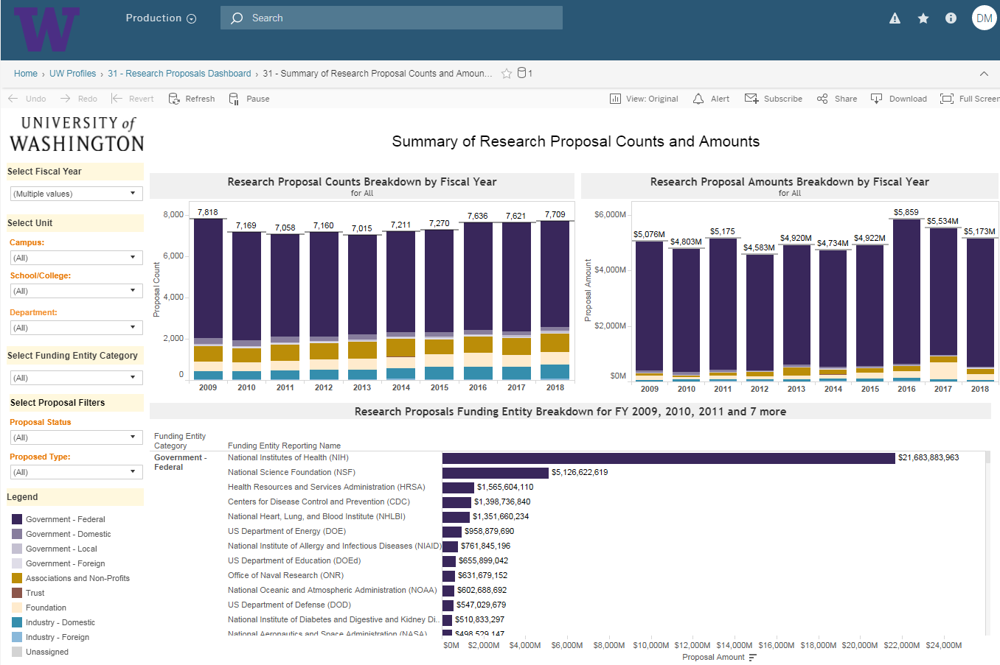 W
Production
Search
DM
Home › UW Profiles › 31 - Research Proposals Dashboard › 31 - Summary of Research Proposal Counts and Amoun... 1
Undo Redo Revert Refresh Pause View: Original Alert Subscribe Share Download Full Screen
UNIVERSITY of
WASHINGTON
Summary of Research Proposal Counts and Amounts
Select Fiscal Year
(Multiple values)
Select Unit
Campus:
(All)
School/College:
(All)
Department:
(All)
Select Funding Entity Category
(All)
Select Proposal Filters
Proposal Status
(All)
Proposed Type:
(All)
Legend
Government - Federal
Government - Domestic
Government - Local
Government - Foreign
Associations and Non-Profits
Trust
Foundation
Industry - Domestic
Industry - Foreign
Unassigned
Research Proposal Counts Breakdown by Fiscal Year
for All
Proposal Count
8,000
6,000
4,000
2,000
0
7,818 7,169 7,058 7,160 7,015 7,211 7,270 7,636 7,621 7,709
2009 2010 2011 2012 2013 2014 2015 2016 2017 2018
Research Proposal Amounts Breakdown by Fiscal Year
for All
Proposal Amount
$6,000M
$4,000M
$2,000M
$0M
$5,076M $4,803M $5,175 $4,583M $4,920M $4,734M $4,922M $5,859 $5,534M $5,173M
2009 2010 2011 2012 2013 2014 2015 2016 2017 2018
Research Proposals Funding Entity Breakdown for FY 2009, 2010, 2011 and 7 more
Funding Entity
Category
Funding Entity Reporting Name
Government -
Federal
National Institutes of Health (NIH) $21,683,883,963
National Science Foundation (NSF) $5,126,622,619
Health Resources and Services Administration (HRSA) $1,565,604,110
Centers for Disease Control and Prevention (CDC) $1,398,736,840
National Heart, Lung, and Blood Institute (NHLBI) $1,351,660,234
US Department of Energy (DOE) $958,879,690
National Institute of Allergy and Infectious Diseases (NIAID) $761,845,196
US Department of Education (DOEd) $655,899,042
Office of Naval Research (ONR) $631,679,152
National Oceanic and Atmospheric Administration (NOAA) $602,688,692
US Department of Defense (DOD) $547,029,679
National Institute of Diabetes and Digestive and Kidney Di.. $510,833,297
National Aeronautics and Space Administration (NASA) $498,529,147
$0M $2,000M $4,000M $6,000M $8,000M $10,000M $12,000M $14,000M $16,000M $18,000M $20,000M $22,000M $24,000M
Proposal Amount